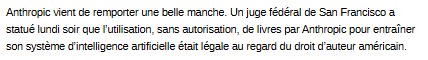 Anthropic vient de remporter une belle manche. Un juge fédéral de San Francisco a
statué lundi soir que l'utilisation, sans autorisation, de livres par Anthropic pour entraîner
son système d'intelligence artificielle était légale au regard du droit d'auteur américain.